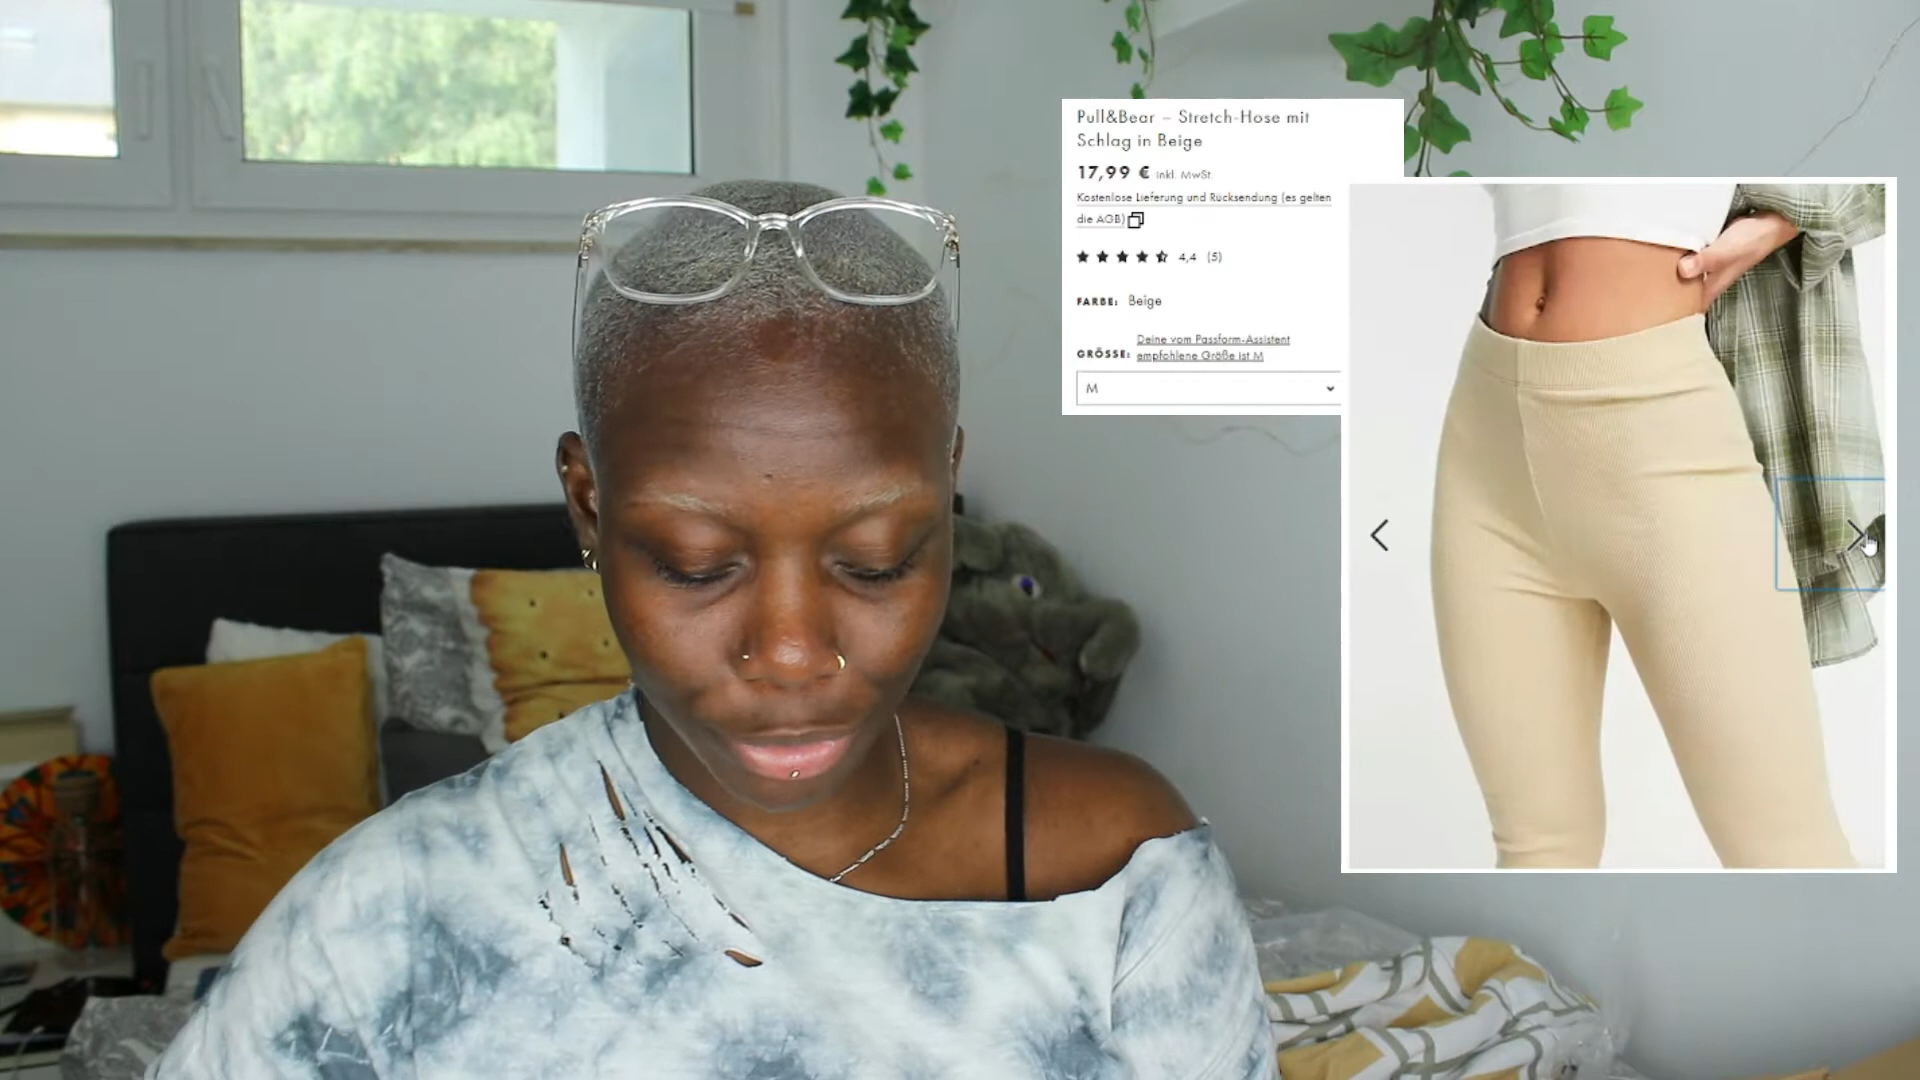 Pull&Bear – Stretch-Hose mit
Schlag in Beige
17,99 € inkl. MwSt.
Kostenlose Lieferung und Rücksendung (es gelten
die AGB)
4,4 (5)
FARBE: Beige
Deine vom Passform-Assistent
GRÖSSE: empfohlene Größe ist M
M